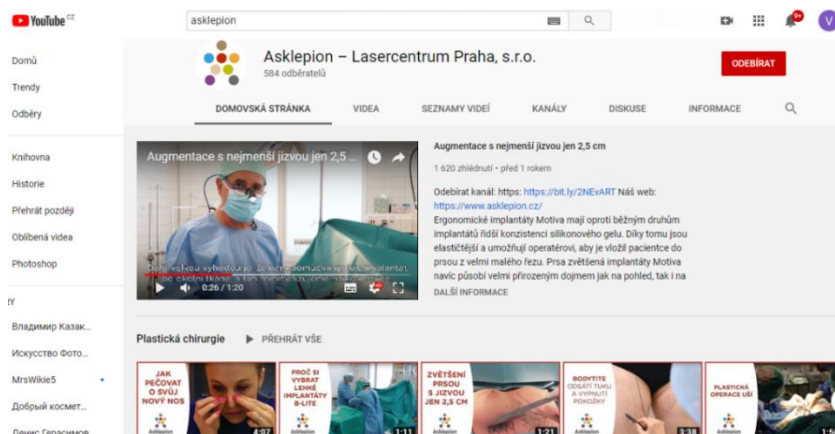 YouTube CZ
asklepion
9+
V
Domů
Trendy
Odběry
Knihovna
Historie
Přehrát později
Oblíbená videa
Photoshop
Владимир Казак...
Искусство Фото...
MrsWikie5
Добрый космет...
Денис Герасимов
Asklepion – Lasercentrum Praha, s.r.o.
584 odběratelů
ODEBÍRAT
DOMOVSKÁ STRÁNKA VIDEA SEZNAMY VIDEÍ KANÁLY DISKUSE INFORMACE
Augmentace s nejmenší jizvou jen 2,5 ...
0:26 / 1:20
Augmentace s nejmenší jizvou jen 2,5 cm
1 620 zhlédnutí • před 1 rokem
Odebírat kanál: https: https://bit.ly/2NEvART Náš web:
https://www.asklepion.cz/
Ergonomické implantáty Motiva mají oproti běžným druhům
implantátů řidší konzistenci silikonového gelu. Díky tomu jsou
elastičtější a umožňují operatérovi, aby je vložil pacientce do
prsou z velmi malého řezu. Prsa zvětšená implantáty Motiva
navíc působí velmi přirozeným dojmem jak na pohled, tak i na
DALŠÍ INFORMACE
Plastická chirurgie PŘEHRÁT VŠE
JAK
PEČOVAT
O SVŮJ
NOVÝ NOS
Asklepion
4:07
PROČ SI
VYBRAT
LEHKÉ
IMPLANTÁTY
B-LITE
Asklepion
1:11
ZVĚTŠENÍ
PRSOU
S JIZVOU
JEN 2,5 CM
Asklepion
1:21
BODYTITE
ODSÁTÍ TUKU
A VYPNUTÍ
POKOŽKY
Asklepion
3:38
PLASTICKÁ
OPERACE UŠÍ
Asklepion